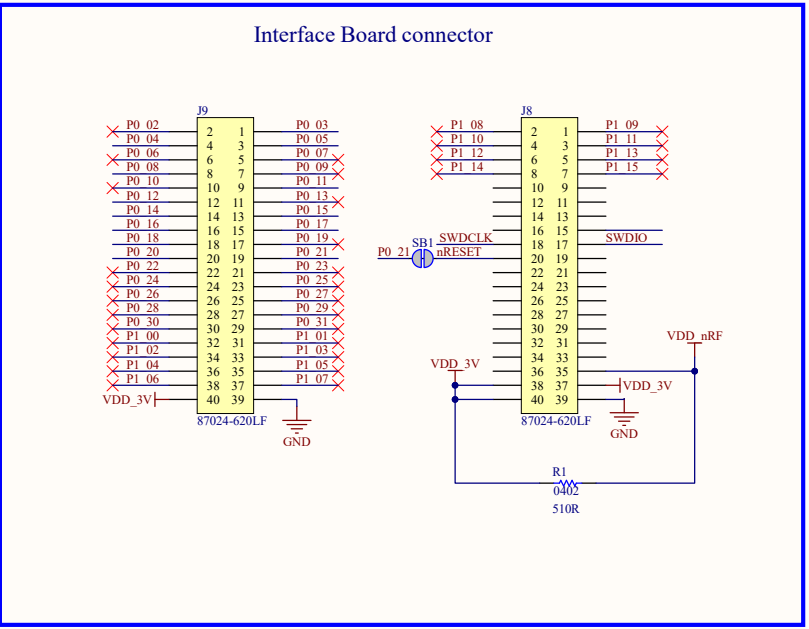 Interface Board connector
J9
P0_02 2 1 P0_03
P0_04 4 3 P0_05
P0_06 6 5 P0_07
P0_08 8 7 P0_09
P0_10 10 9 P0_11
P0_12 12 11 P0_13
P0_14 14 13 P0_15
P0_16 16 15 P0_17
P0_18 18 17 P0_19
P0_20 20 19 P0_21
P0_22 22 21 P0_23
P0_24 24 23 P0_25
P0_26 26 25 P0_27
P0_28 28 27 P0_29
P0_30 30 29 P0_31
P1_00 32 31 P1_01
P1_02 34 33 P1_03
P1_04 36 35 P1_05
P1_06 38 37 P1_07
VDD_3V 40 39
87024-620LF
GND
J8
P1_08 2 1 P1_09
P1_10 4 3 P1_11
P1_12 6 5 P1_13
P1_14 8 7 P1_15
10 9
12 11
14 13
16 15
SWDCLK 18 17 SWDIO
P0_21 SB1 nRESET 20 19
22 21
24 23
26 25
28 27
30 29
32 31
34 33
VDD_nRF
36 35
VDD_3V
38 37 VDD_3V
40 39
87024-620LF
GND
R1
0402
510R